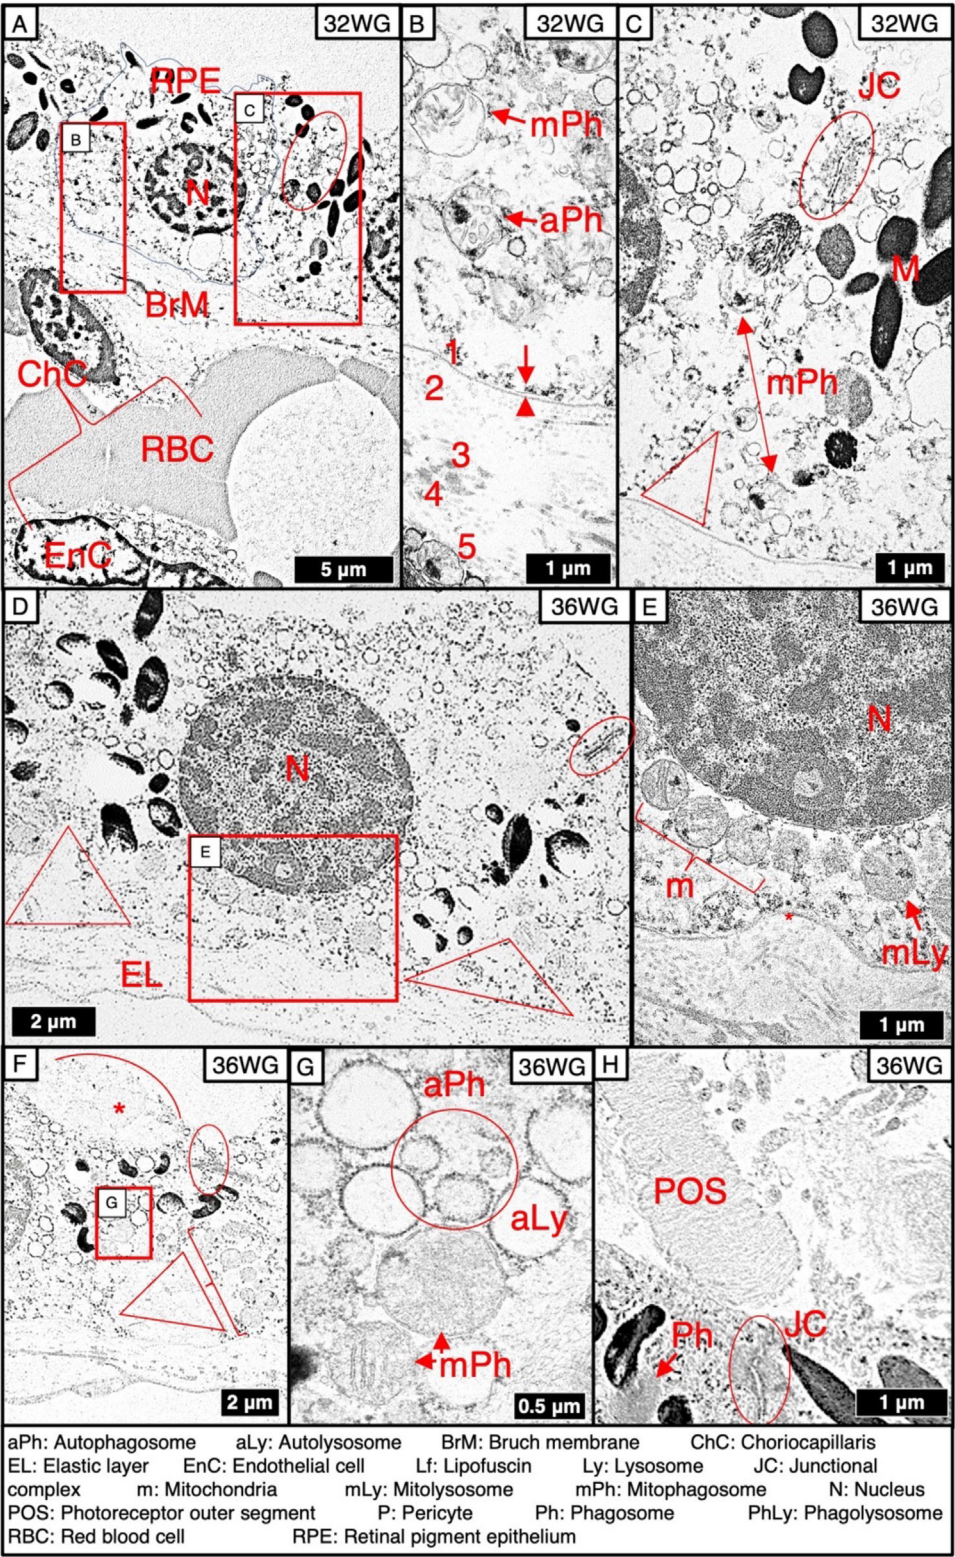 A
32WG
RPE
B
C
N
BrM
ChC
RBC
EnC
5 µm
B
32WG
mPh
aPh
1
2
3
4
5
1 µm
C
32WG
JC
M
mPh
1 µm
D
36WG
N
E
EL
2 µm
E
36WG
N
m
*
mLy
1 µm
F
36WG
*
G
2 µm
G
36WG
aPh
aLy
mPh
0.5 µm
H
36WG
POS
Ph
JC
1 µm
aPh: Autophagosome aLy: Autolysosome BrM: Bruch membrane ChC: Choriocapillaris
EL: Elastic layer EnC: Endothelial cell Lf: Lipofuscin Ly: Lysosome JC: Junctional
complex m: Mitochondria mLy: Mitolysosome mPh: Mitophagosome N: Nucleus
POS: Photoreceptor outer segment P: Pericyte Ph: Phagosome PhLy: Phagolysosome
RBC: Red blood cell RPE: Retinal pigment epithelium